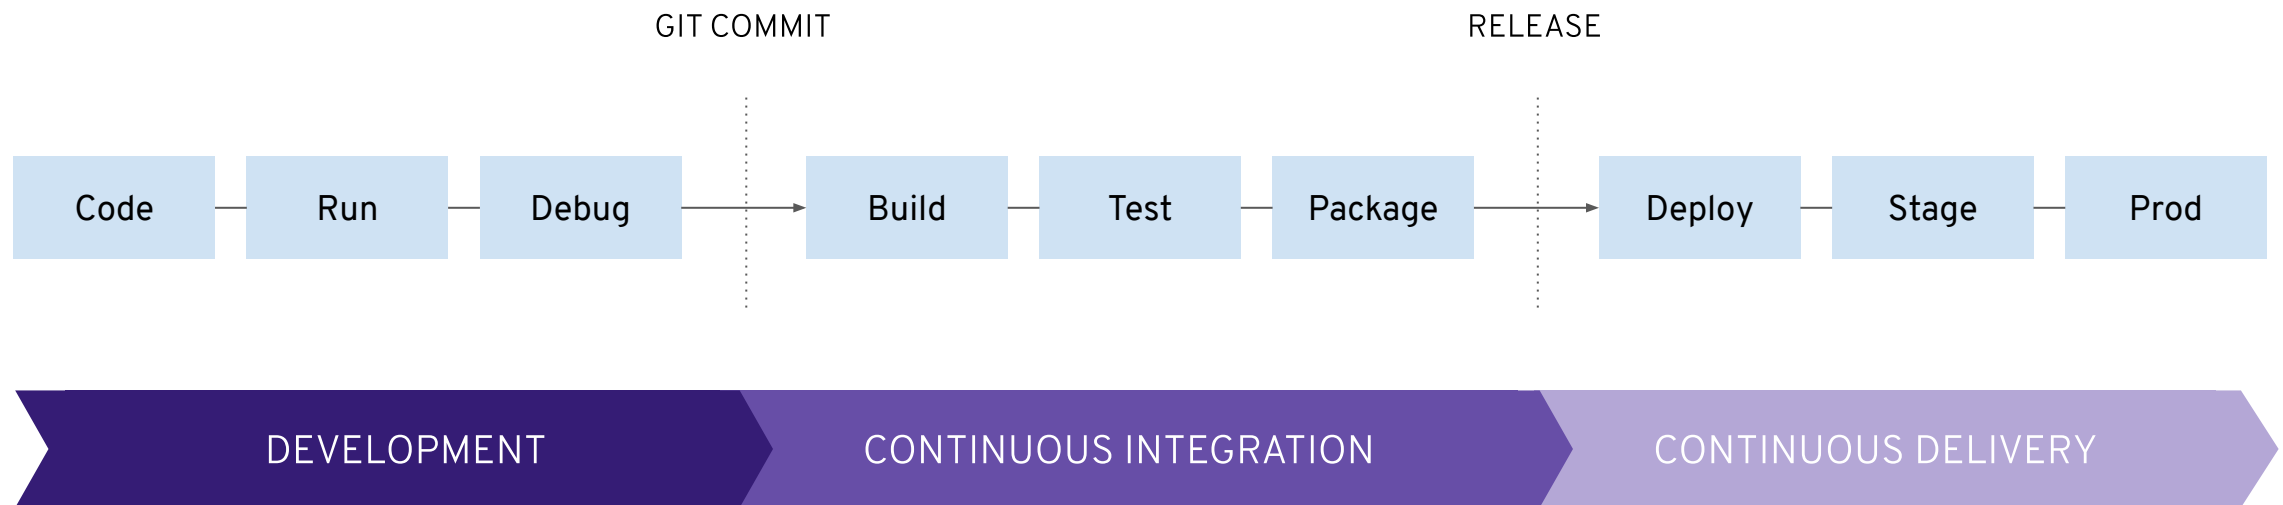 GIT COMMIT
RELEASE
Code
Run
Debug
Build
Test
Package
Deploy
Stage
Prod
DEVELOPMENT
CONTINUOUS INTEGRATION
CONTINUOUS DELIVERY